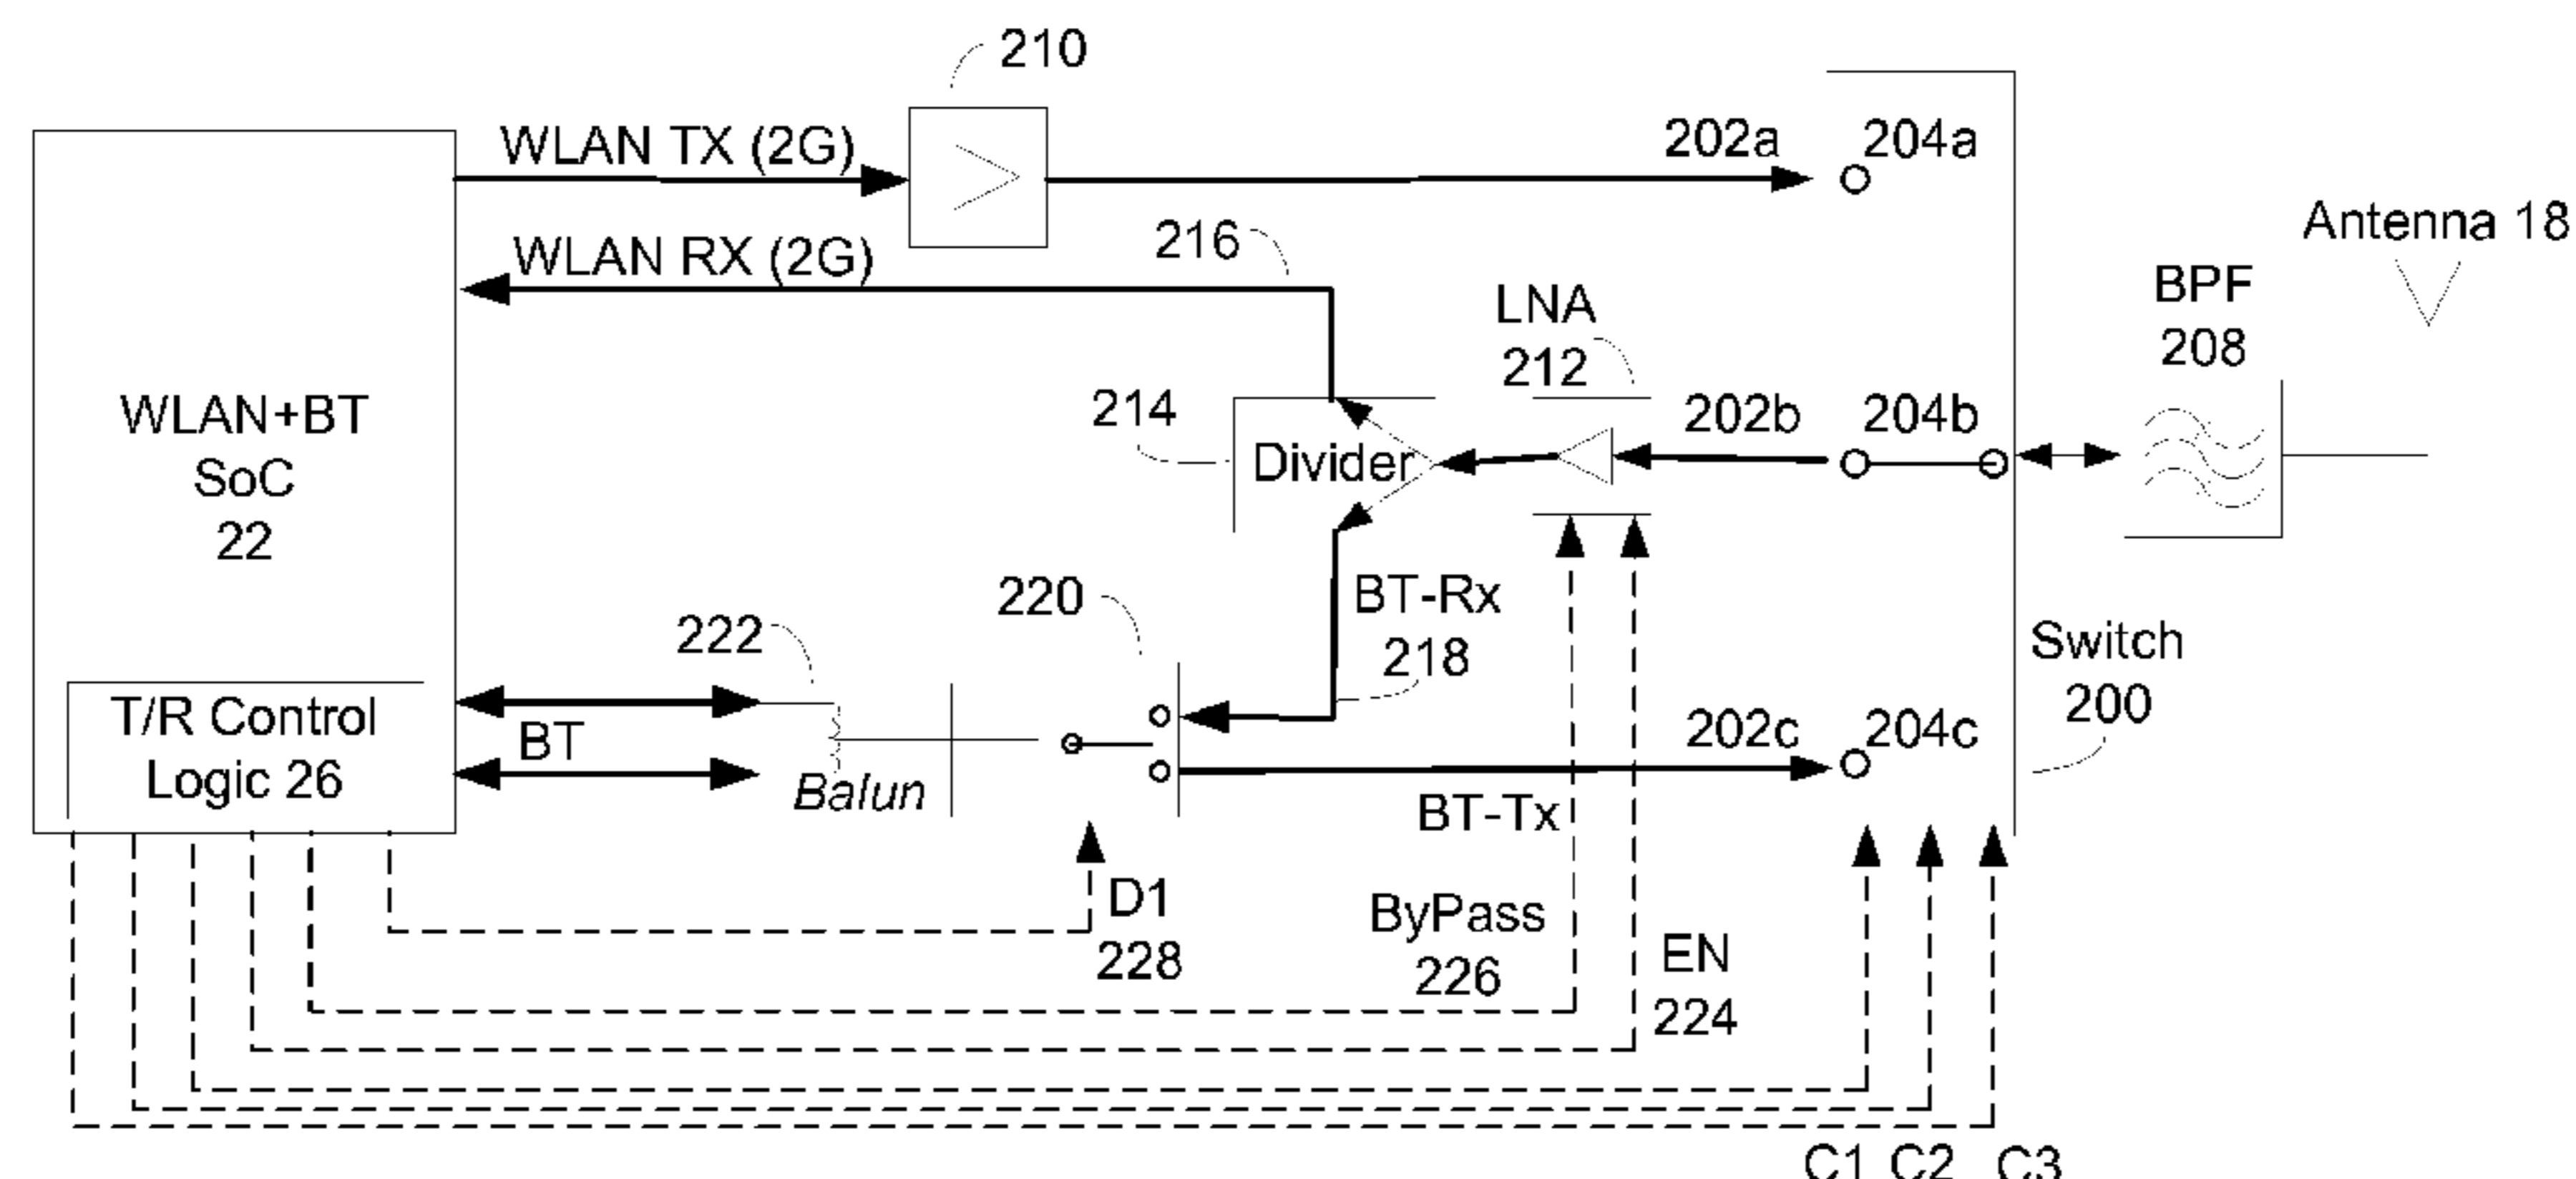 210
WLAN TX (2G)
202a
204a
WLAN RX (2G)
216
Antenna 18
BPF
208
LNA
212
214
Divider
202b
204b
WLAN+BT
SoC
22
220
BT-Rx
218
222
Switch
200
T/R Control
Logic 26
BT
Balun
202c
204c
BT-Tx
D1
228
ByPass
226
EN
224
C1 C2 C3